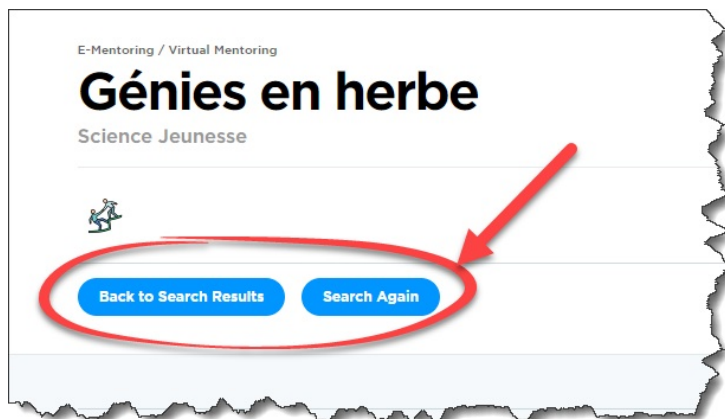 E-Mentoring / Virtual Mentoring
Génies en herbe
Science Jeunesse
Back to Search Results
Search Again